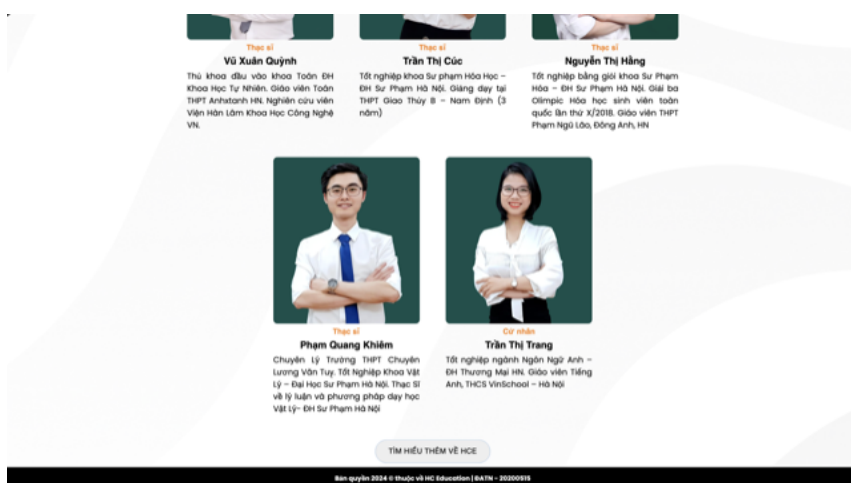 Thạc sĩ
Vũ Xuân Quỳnh
Thủ khoa đầu vào khoa Toán ĐH
Khoa Học Tự Nhiên. Giáo viên Toán
THPT Anhxtanh HN. Nghiên cứu viên
Viện Hàn Lâm Khoa Học Công Nghệ
VN.
Thạc sĩ
Trần Thị Cúc
Tốt nghiệp khoa Sư phạm Hóa Học –
ĐH Sư Phạm Hà Nội. Giảng dạy tại
THPT Giao Thủy B – Nam Định (3
năm)
Thạc sĩ
Nguyễn Thị Hằng
Tốt nghiệp bằng giỏi khoa Sư Phạm
Hóa – ĐH Sư Phạm Hà Nội. Giải ba
Olimpic Hóa học sinh viên toàn
quốc lần thứ X/2018. Giáo viên THPT
Phạm Ngũ Lão, Đông Anh, HN
Thạc sĩ
Phạm Quang Khiêm
Chuyên Lý Trường THPT Chuyên
Lương Văn Tuy. Tốt Nghiệp Khoa Vật
Lý – Đại Học Sư Phạm Hà Nội. Thạc Sĩ
về lý luận và phương pháp dạy học
Vật Lý– ĐH Sư Phạm Hà Nội
Cử nhân
Trần Thị Trang
Tốt nghiệp ngành Ngôn Ngữ Anh –
ĐH Thương Mại HN. Giáo viên Tiếng
Anh, THCS VinSchool – Hà Nội
TÌM HIỂU THÊM VỀ HCE
Bản quyền 2024 © thuộc về HC Education | ĐATN - 20200515